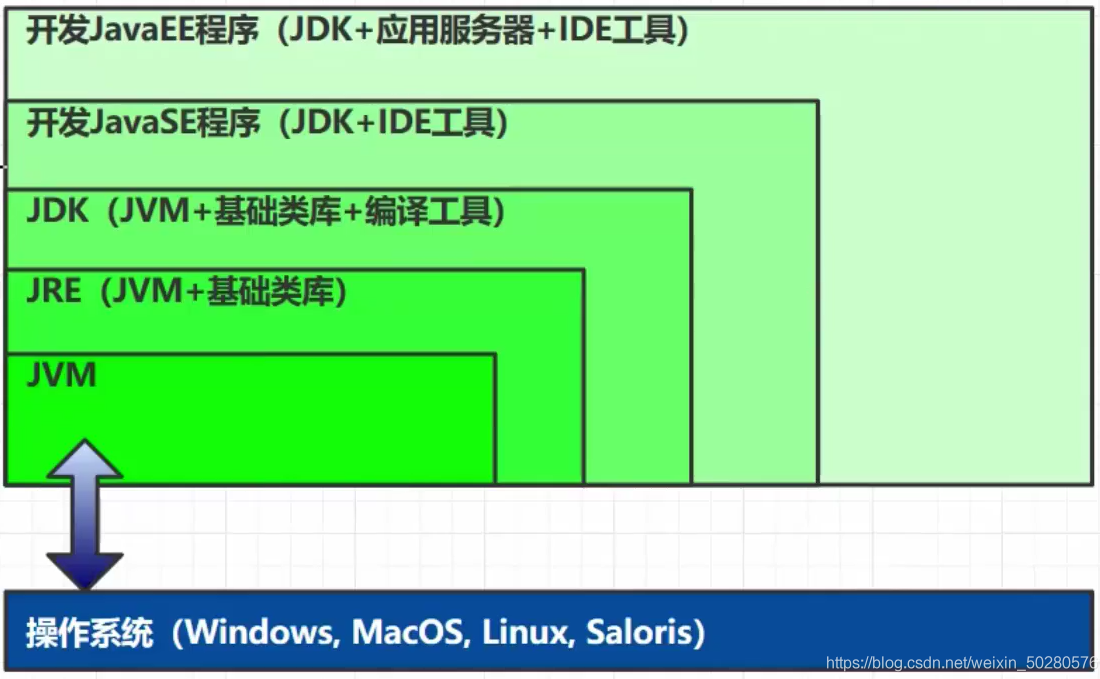 开发JavaEE程序（JDK+应用服务器+IDE工具）
开发JavaSE程序（JDK+IDE工具）
JDK（JVM+基础类库+编译工具）
JRE（JVM+基础类库）
JVM
操作系统（Windows, MacOS, Linux, Saloris）
https://blog.csdn.net/weixin_50280576